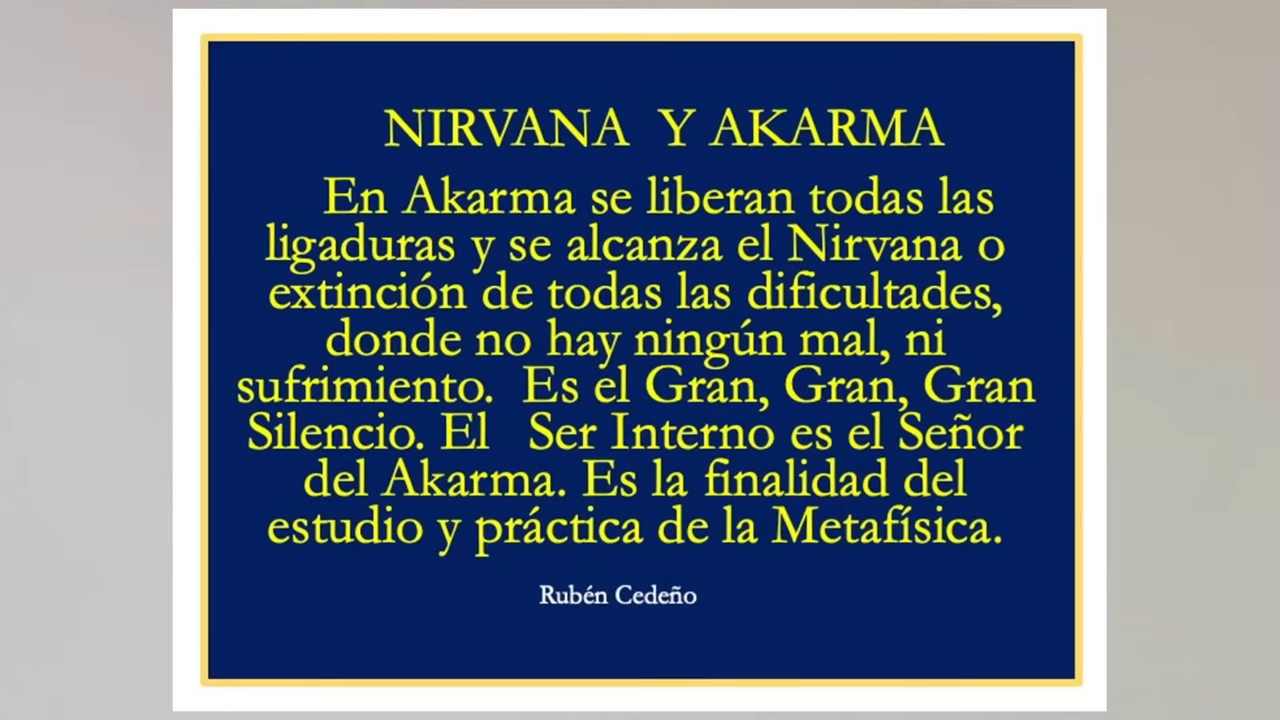 NIRVANA Y AKARMA
En Akarma se liberan todas las
ligaduras y se alcanza el Nirvana o
extinción de todas las dificultades,
donde no hay ningún mal, ni
sufrimiento. Es el Gran, Gran, Gran
Silencio. El Ser Interno es el Señor
del Akarma. Es la finalidad del
estudio y práctica de la Metafísica.
Rubén Cedeño